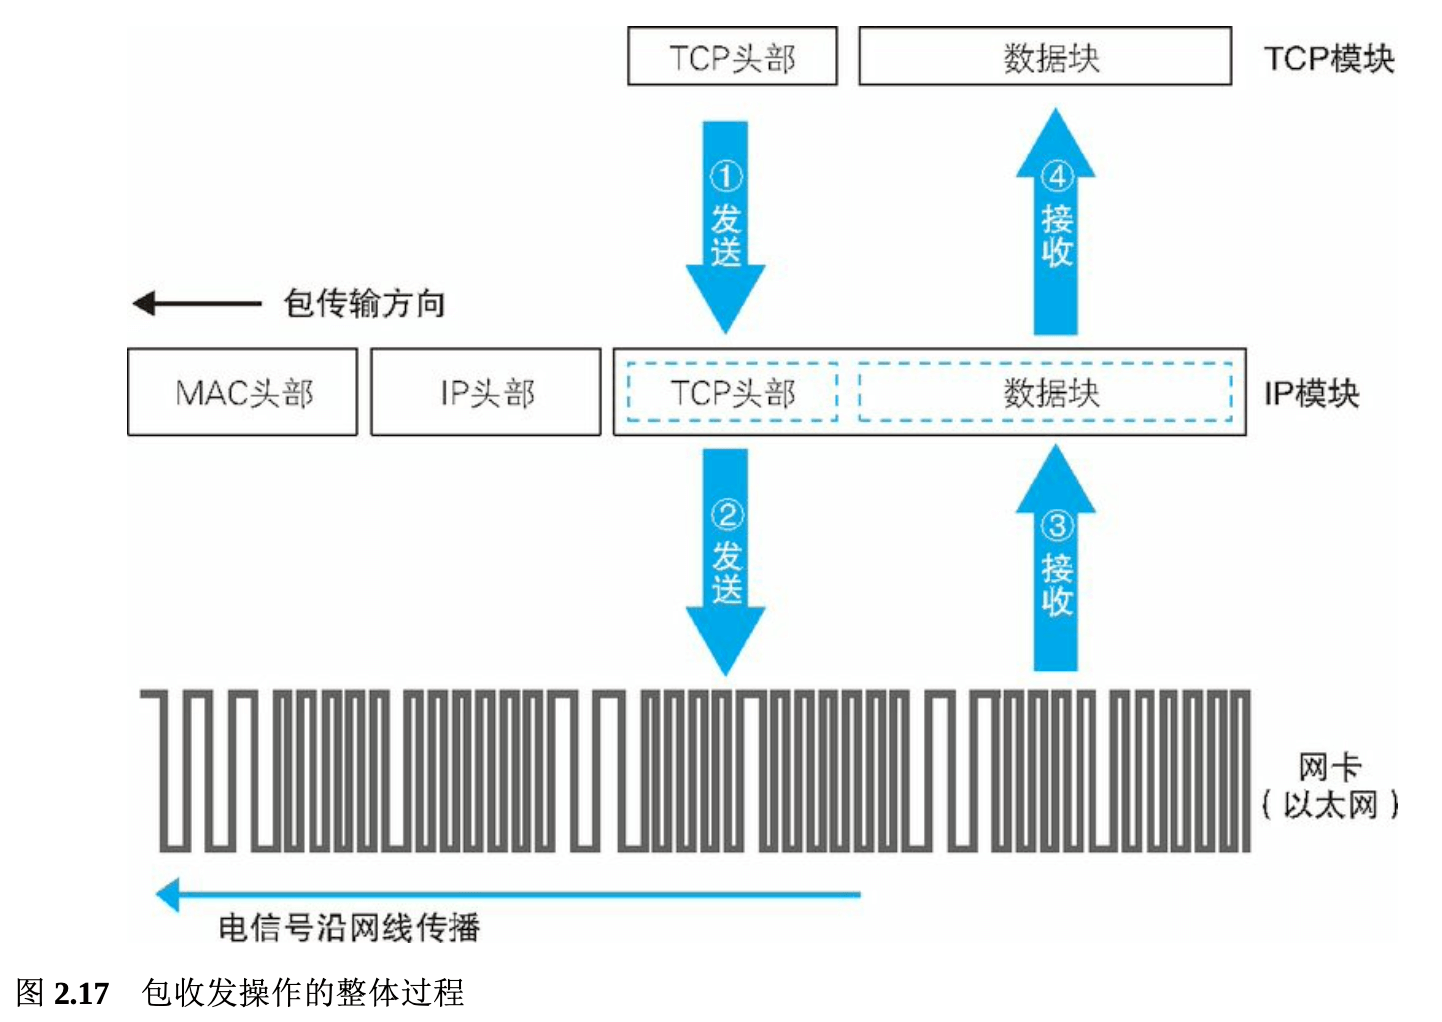 TCP头部 数据块 TCP模块
①发送
④接收
包传输方向
MAC头部 IP头部 TCP头部 数据块 IP模块
②发送
③接收
网卡
（以太网）
电信号沿网线传播
图 2.17 包收发操作的整体过程